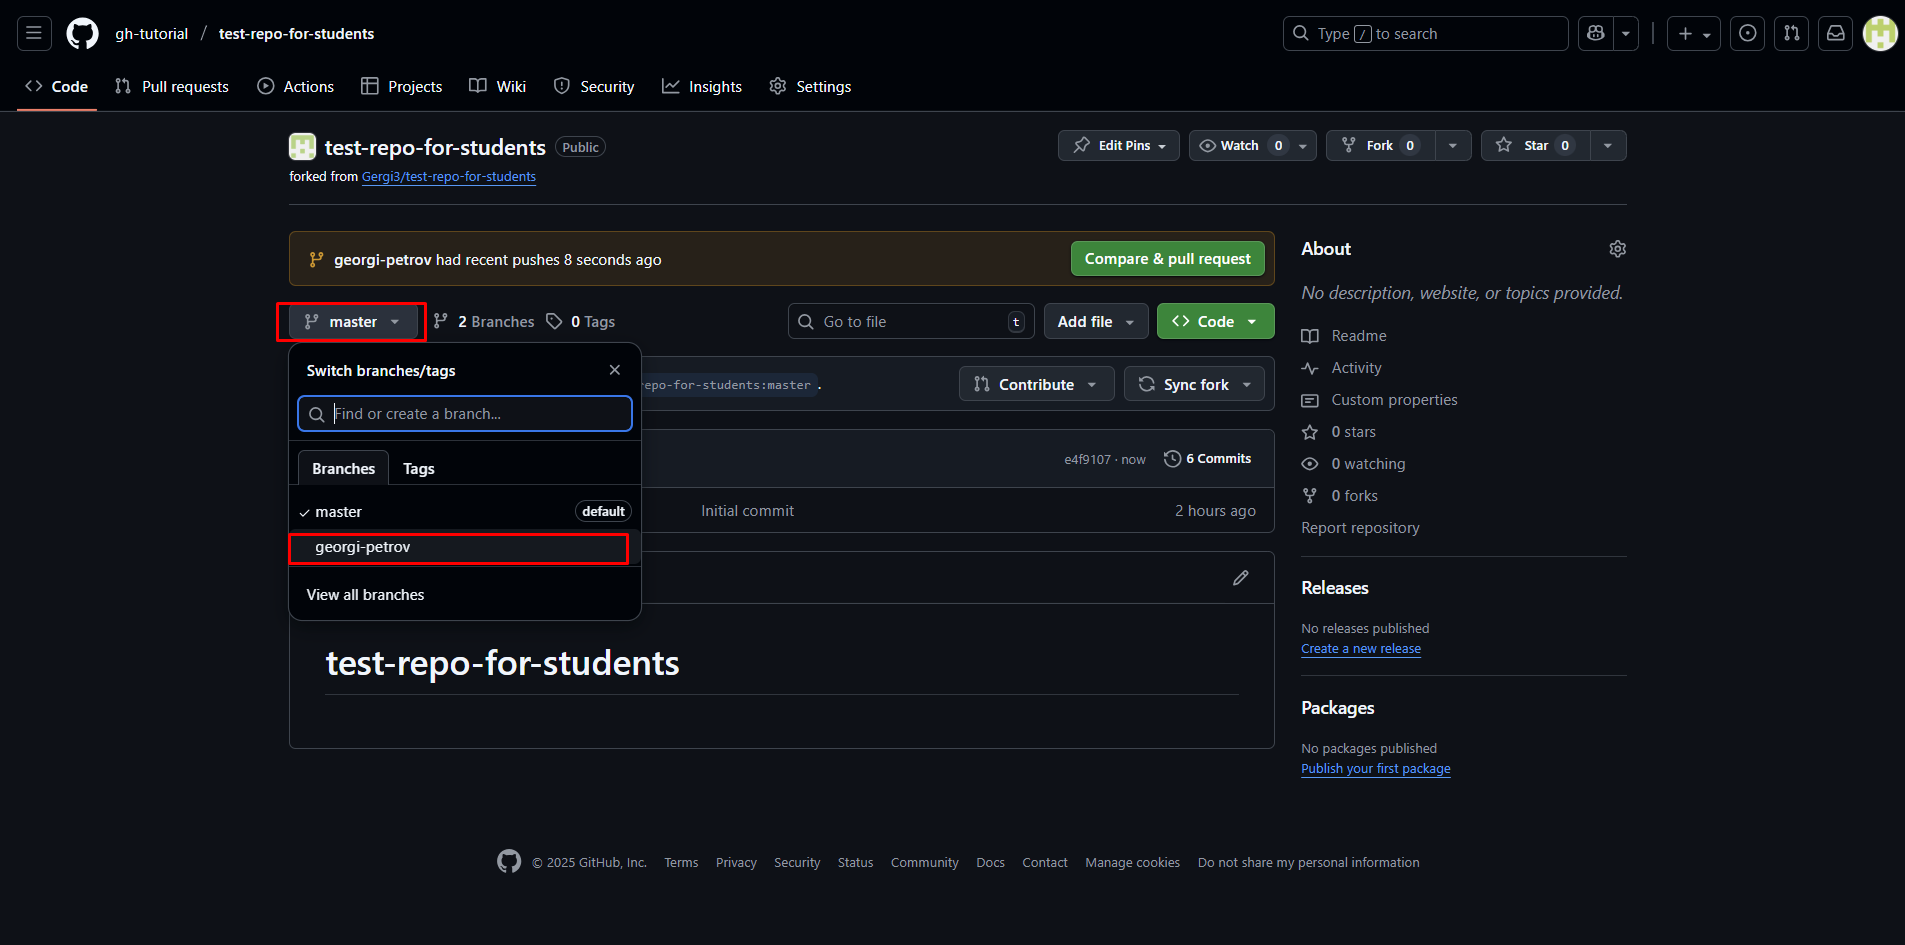 gh-tutorial / test-repo-for-students
Type / to search
Code Pull requests Actions Projects Wiki Security Insights Settings
test-repo-for-students Public
Edit Pins Watch 0 Fork 0 Star 0
forked from Gergi3/test-repo-for-students
georgi-petrov had recent pushes 8 seconds ago
Compare & pull request
master 2 Branches 0 Tags
Go to file t Add file Code
Switch branches/tags
Find or create a branch...
Branches Tags
master default
georgi-petrov
View all branches
epo-for-students:master .
Contribute Sync fork
e4f9107 · now 6 Commits
Initial commit 2 hours ago
test-repo-for-students
About
No description, website, or topics provided.
Readme
Activity
Custom properties
0 stars
0 watching
0 forks
Report repository
Releases
No releases published
Create a new release
Packages
No packages published
Publish your first package
© 2025 GitHub, Inc. Terms Privacy Security Status Community Docs Contact Manage cookies Do not share my personal information